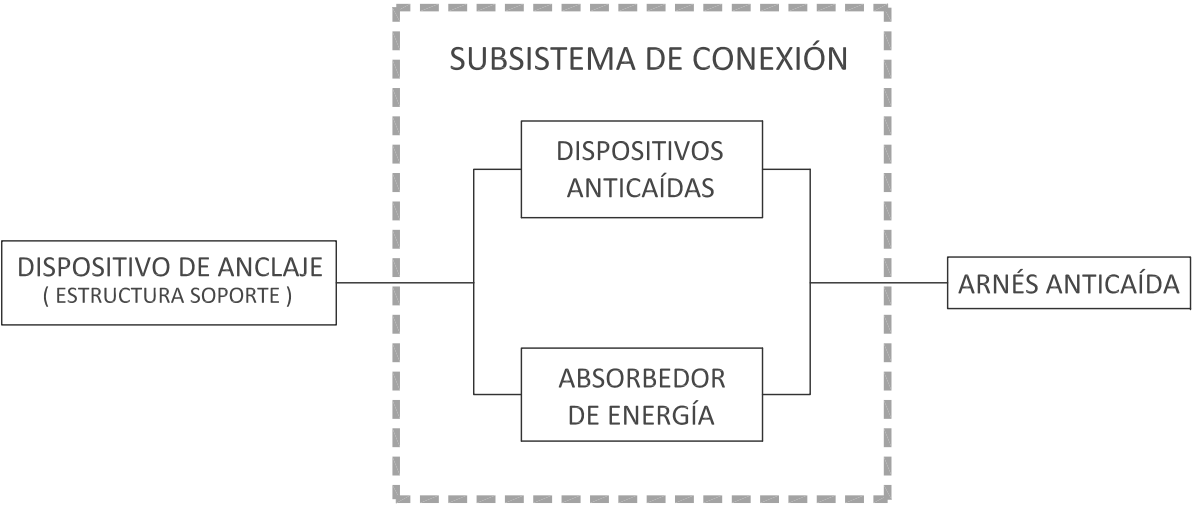 SUBSISTEMA DE CONEXIÓN
DISPOSITIVOS
ANTICAÍDAS
DISPOSITIVO DE ANCLAJE
( ESTRUCTURA SOPORTE )
ARNÉS ANTICAÍDA
ABSORBEDOR
DE ENERGÍA